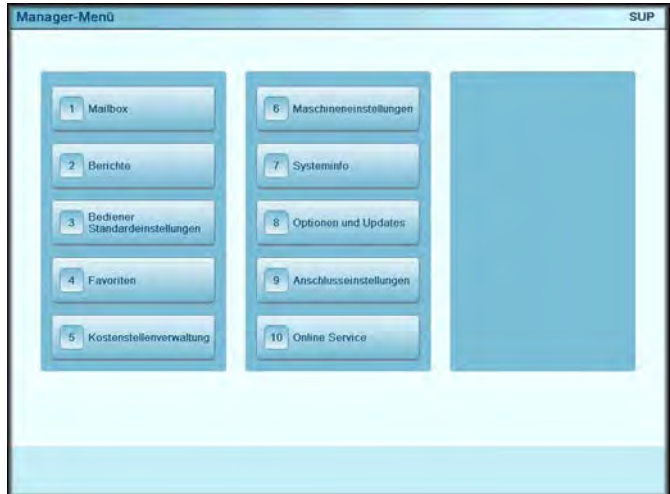 Manager-Menü
SUP
1 Mailbox
2 Berichte
3 Bediener
Standardeinstellungen
4 Favoriten
5 Kostenstellenverwaltung
6 Maschineneinstellungen
7 Systeminfo
8 Optionen und Updates
9 Anschlusseinstellungen
10 Online Service